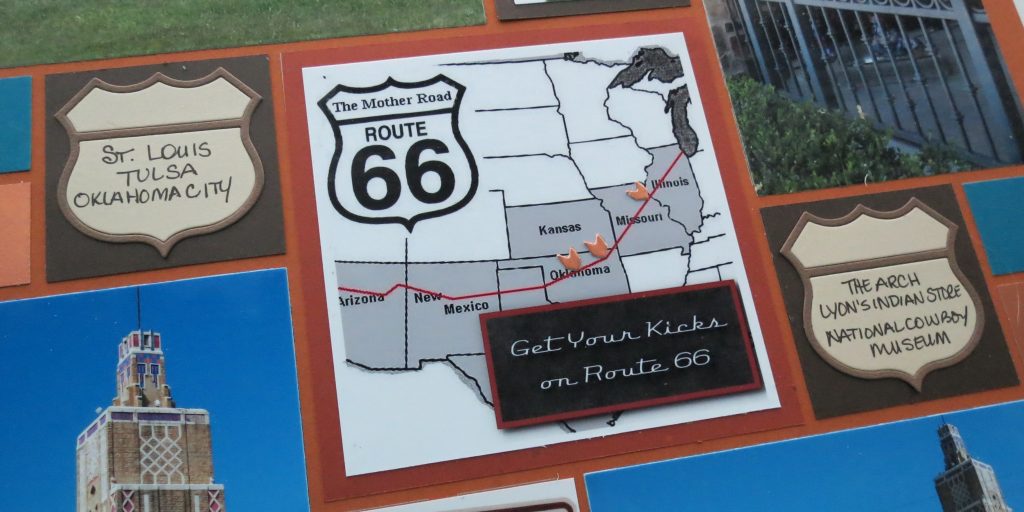 ST. LOUIS
TULSA
OKLAHOMA CITY
The Mother Road
ROUTE
66
Illinois
Missouri
Kansas
Oklahoma
Arizona
New
Mexico
Get Your Kicks
on Route 66
THE ARCH
LYON'S INDIAN STORE
NATIONAL COWBOY
MUSEUM